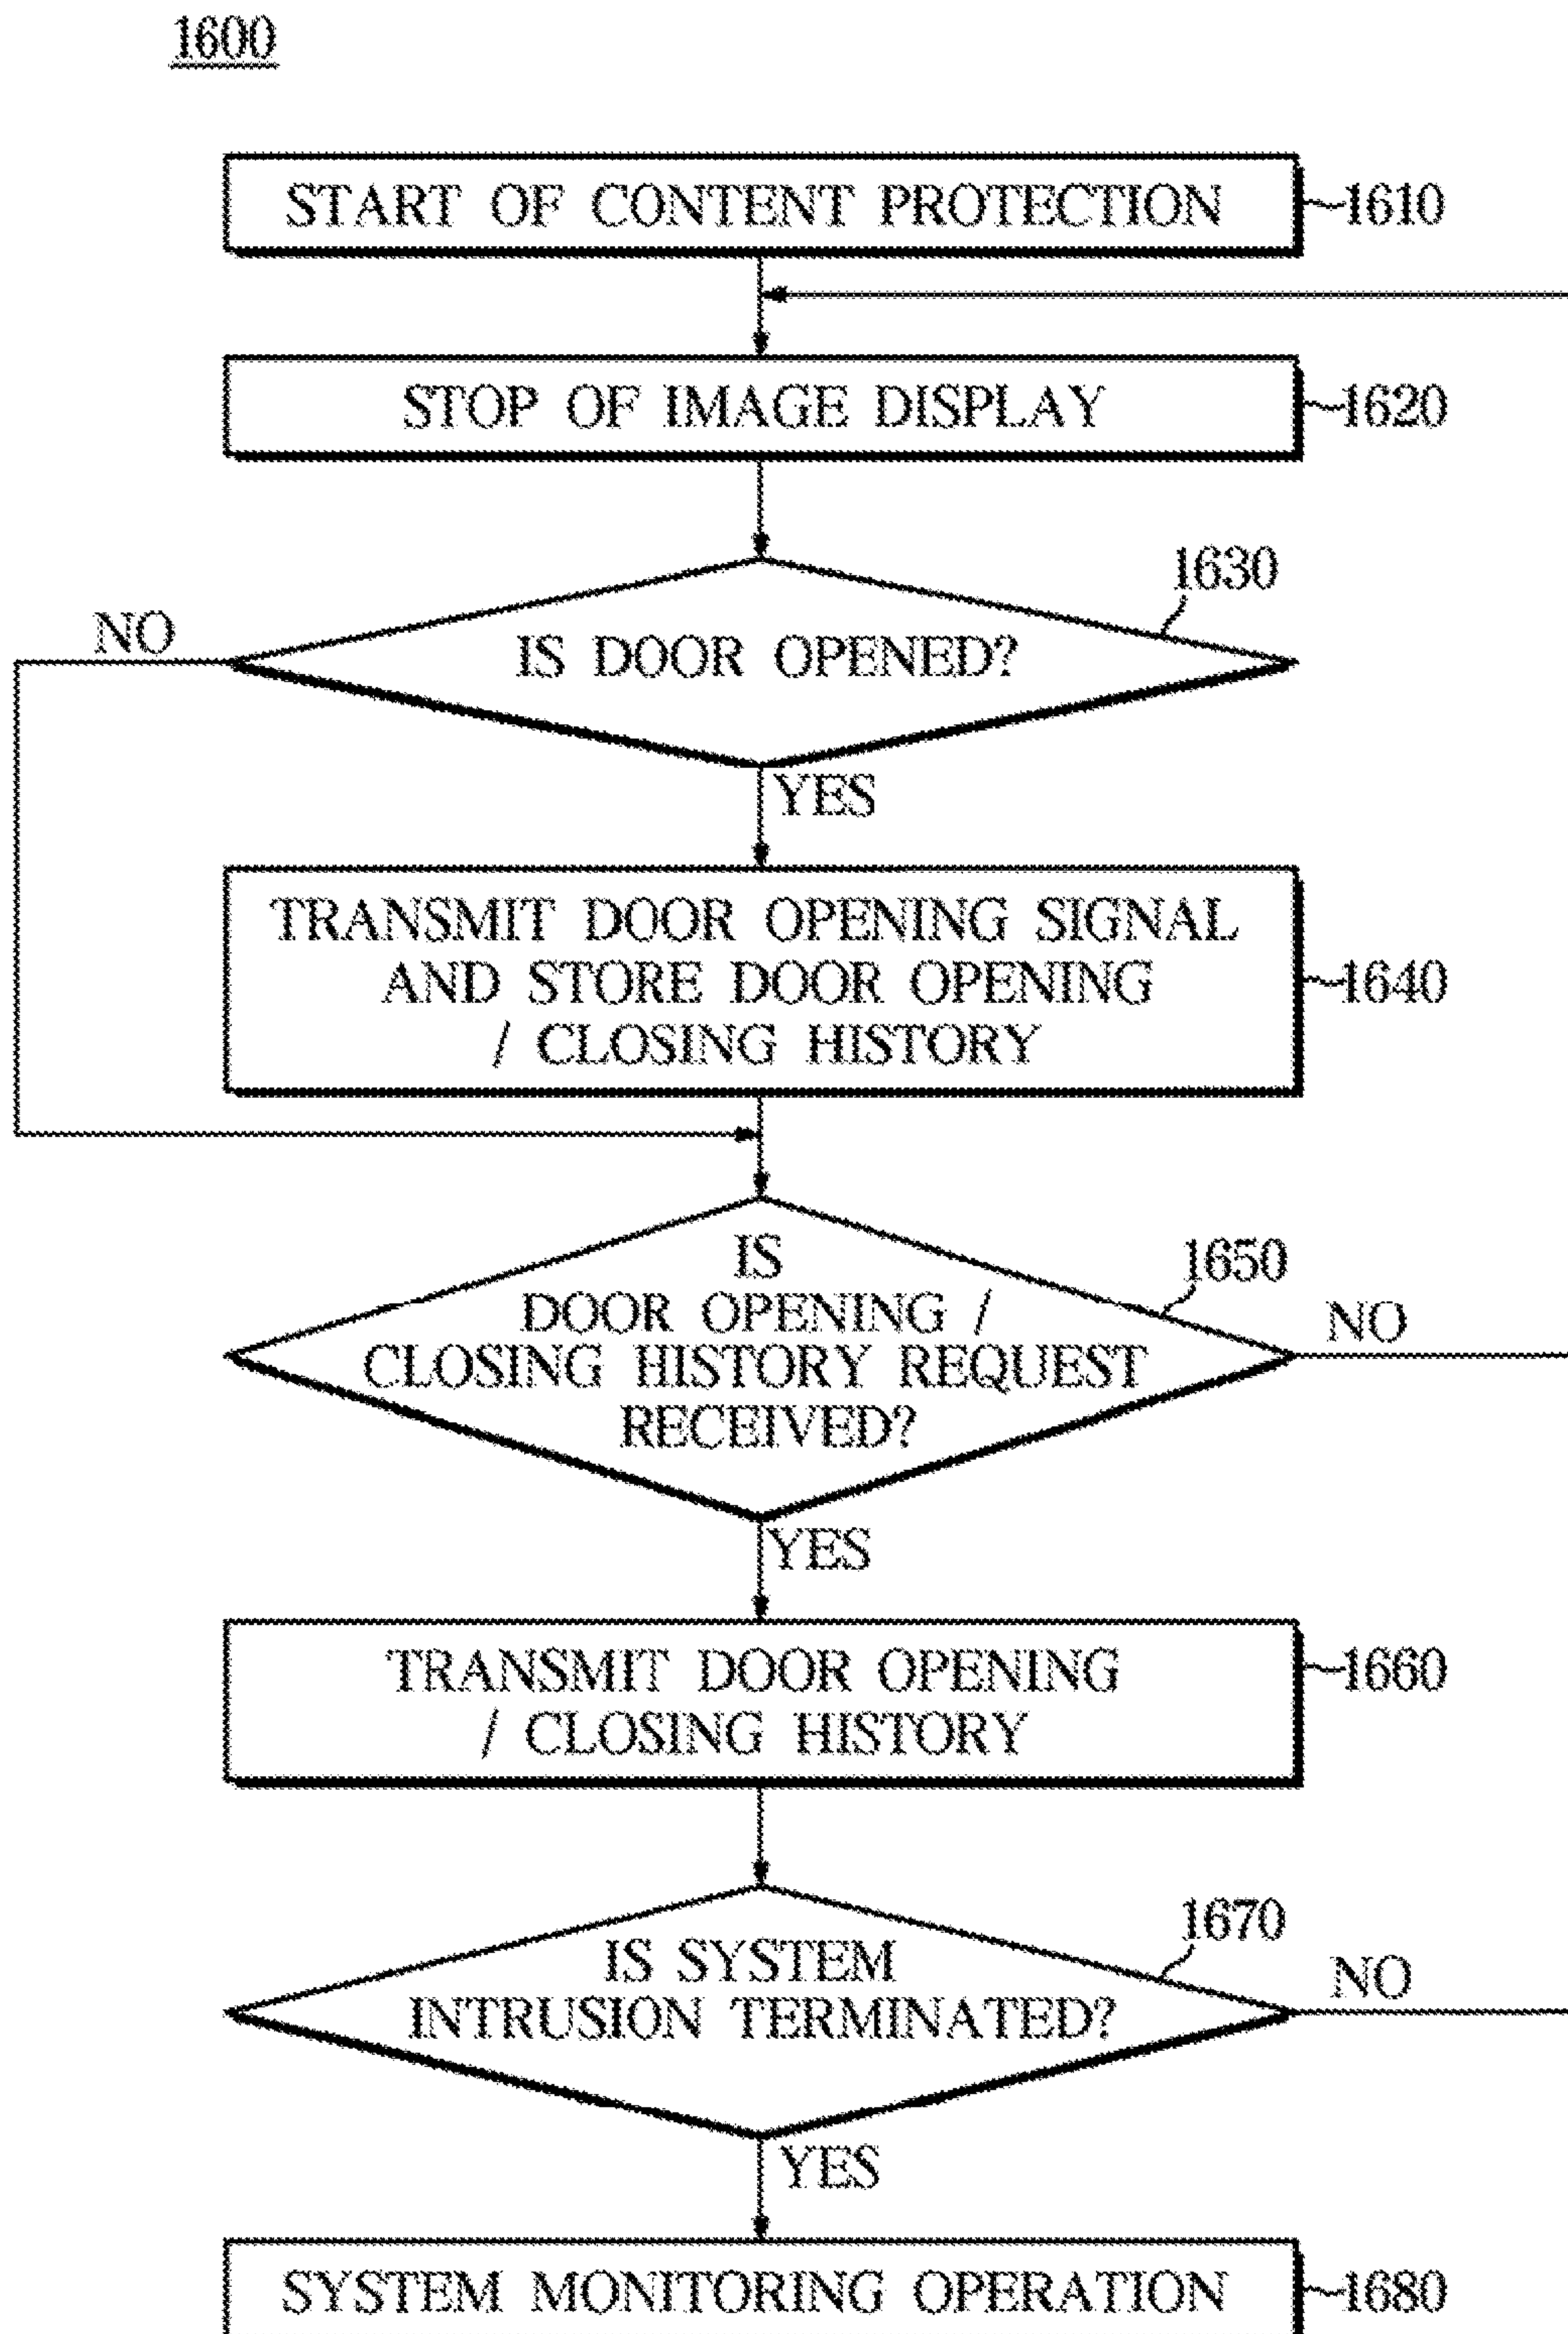 1600
START OF CONTENT PROTECTION
1610
STOP OF IMAGE DISPLAY
1620
1630
NO
IS DOOR OPENED?
YES
TRANSMIT DOOR OPENING SIGNAL
AND STORE DOOR OPENING
/ CLOSING HISTORY
1640
1650
IS
DOOR OPENING /
CLOSING HISTORY REQUEST
RECEIVED?
NO
YES
TRANSMIT DOOR OPENING
/ CLOSING HISTORY
1660
1670
IS SYSTEM
INTRUSION TERMINATED?
NO
YES
SYSTEM MONITORING OPERATION
1680